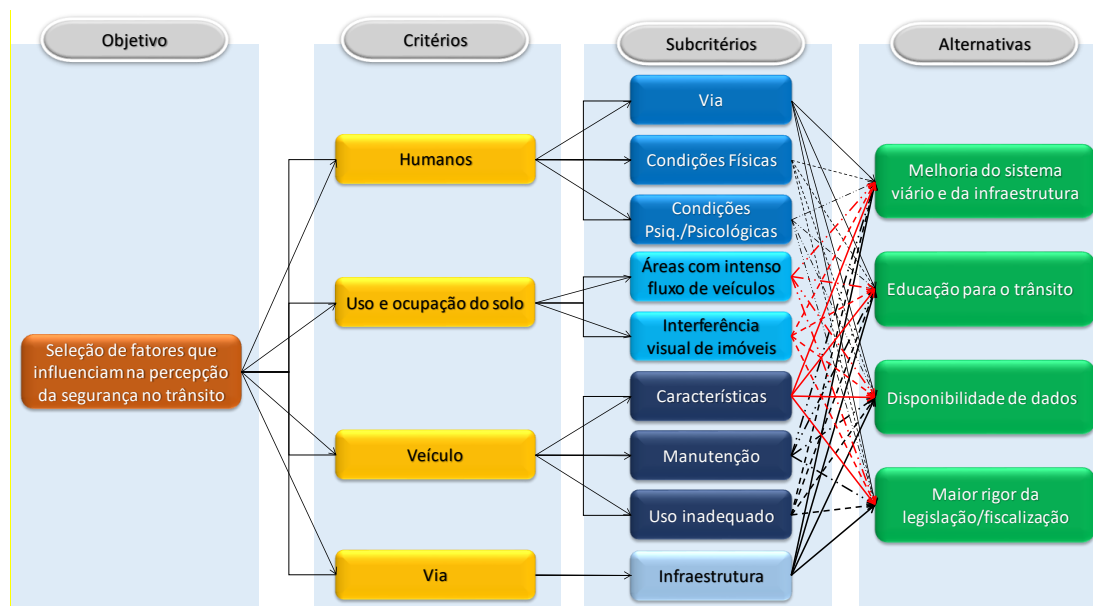 Objetivo
Critérios
Subcritérios
Alternativas
Seleção de fatores que
influenciam na percepção
da segurança no trânsito
Humanos
Uso e ocupação do solo
Veículo
Via
Via
Condições Físicas
Condições
Psiq./Psicológicas
Áreas com intenso
fluxo de veículos
Interferência
visual de imóveis
Características
Manutenção
Uso inadequado
Infraestrutura
Melhoria do sistema
viário e da infraestrutura
Educação para o trânsito
Disponibilidade de dados
Maior rigor da
legislação/fiscalização